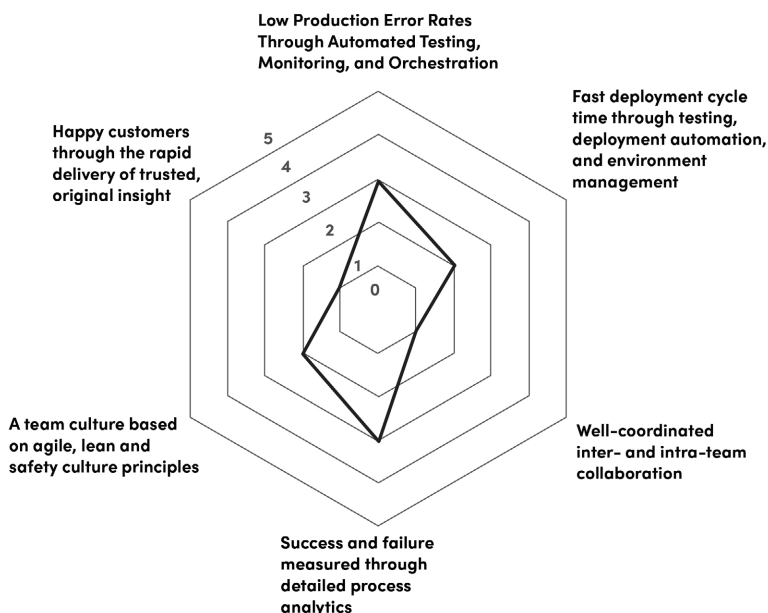 Low Production Error Rates
Through Automated Testing,
Monitoring, and Orchestration
Fast deployment cycle
time through testing,
deployment automation,
and environment
management
Happy customers
through the rapid
delivery of trusted,
original insight
5
4
3
2
1
0
A team culture based
on agile, lean and
safety culture principles
Well-coordinated
inter- and intra-team
collaboration
Success and failure
measured through
detailed process
analytics